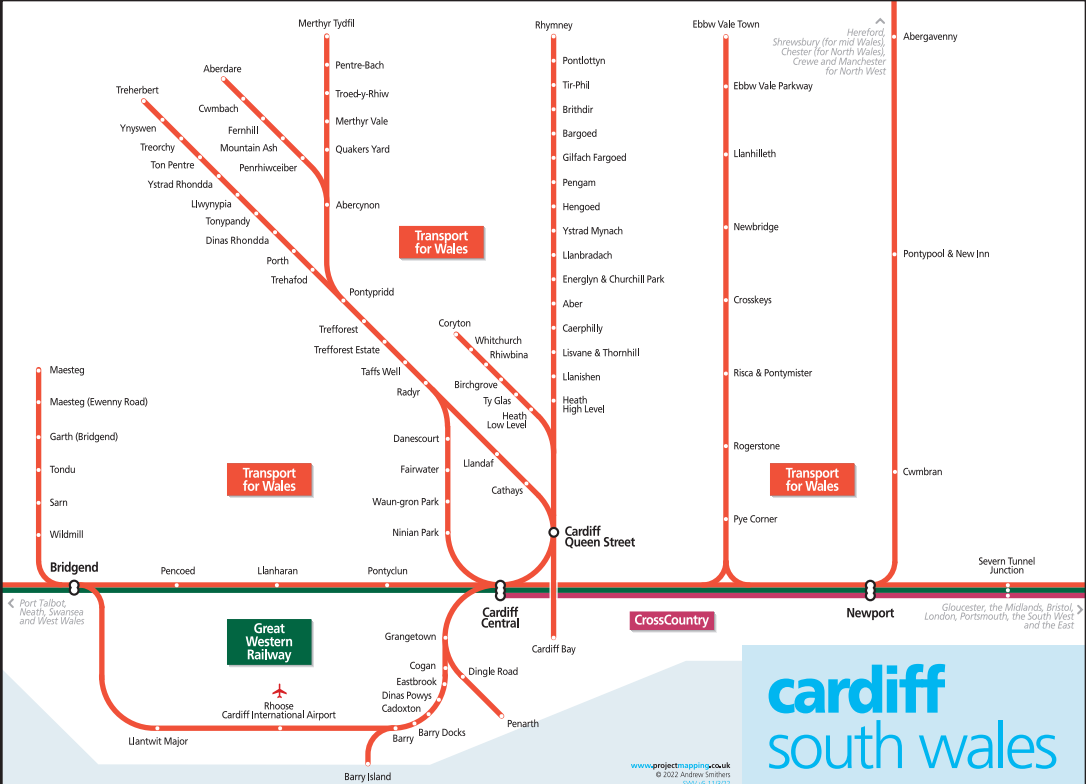 Merthyr Tydfil
Rhymney
Ebbw Vale Town
Hereford,
Shrewsbury (for mid Wales),
Chester (for North Wales),
Crewe and Manchester
for North West
Abergavenny
Pentre-Bach
Troed-y-Rhiw
Merthyr Vale
Quakers Yard
Abercynon
Aberdare
Cwmbach
Fernhill
Mountain Ash
Penrhiwceiber
Treherbert
Ynyswen
Treorchy
Ton Pentre
Ystrad Rhondda
Llwynypia
Tonypandy
Dinas Rhondda
Porth
Trehafod
Pontypridd
Trefforest
Trefforest Estate
Taffs Well
Radyr
Transport
for Wales
Pontlottyn
Tir-Phil
Brithdir
Bargoed
Gilfach Fargoed
Pengam
Hengoed
Ystrad Mynach
Llanbradach
Energlyn & Churchill Park
Aber
Caerphilly
Lisvane & Thornhill
Llanishen
Heath
High Level
Coryton
Whitchurch
Rhiwbina
Birchgrove
Ty Glas
Heath
Low Level
Ebbw Vale Parkway
Llanhilleth
Newbridge
Crosskeys
Risca & Pontymister
Rogerstone
Pye Corner
Pontypool & New Inn
Cwmbran
Transport
for Wales
Maesteg
Maesteg (Ewenny Road)
Garth (Bridgend)
Tondu
Sarn
Wildmill
Transport
for Wales
Danescourt
Fairwater
Waun-gron Park
Ninian Park
Llandaf
Cathays
Cardiff
Queen Street
Bridgend
Pencoed
Llanharan
Pontyclun
Cardiff
Central
Newport
Severn Tunnel
Junction
Port Talbot,
Neath, Swansea
and West Wales
Gloucester, the Midlands, Bristol,
London, Portsmouth, the South West
and the East
Great
Western
Railway
CrossCountry
Cardiff Bay
Grangetown
Cogan
Eastbrook
Dinas Powys
Cadoxton
Barry Docks
Barry
Barry Island
Dingle Road
Penarth
Rhoose
Cardiff International Airport
Llantwit Major
cardiff
south wales
www.projectmapping.co.uk
© 2022 Andrew Smithers